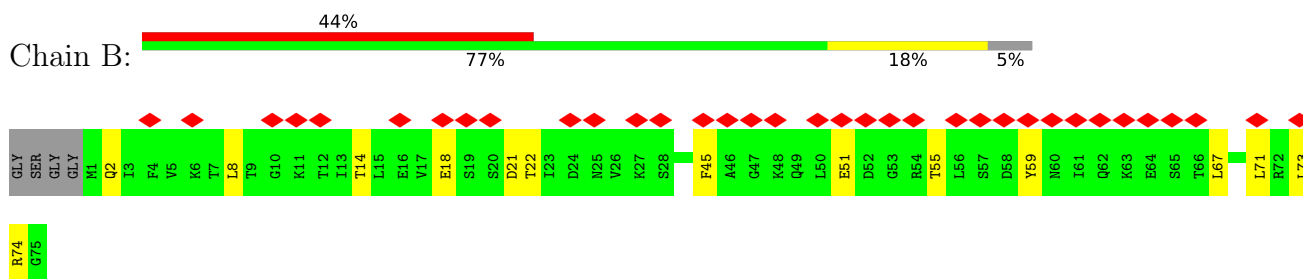 44%
Chain B:
77% 18% 5%
GLY SER GLY GLY M1 Q2 I3 F4 V5 K6 T7 L8 T9 G10 K11 T12 I13 T14 L15 E16 V17 E18 S19 S20 D21 T22 I23 D24 N25 V26 K27 S28 F45 A46 G47 K48 Q49 L50 E51 D52 G53 R54 T55 L56 S57 D58 Y59 N60 I61 Q62 K63 E64 S65 T66 L67 L71 R72 L73
R74 G75